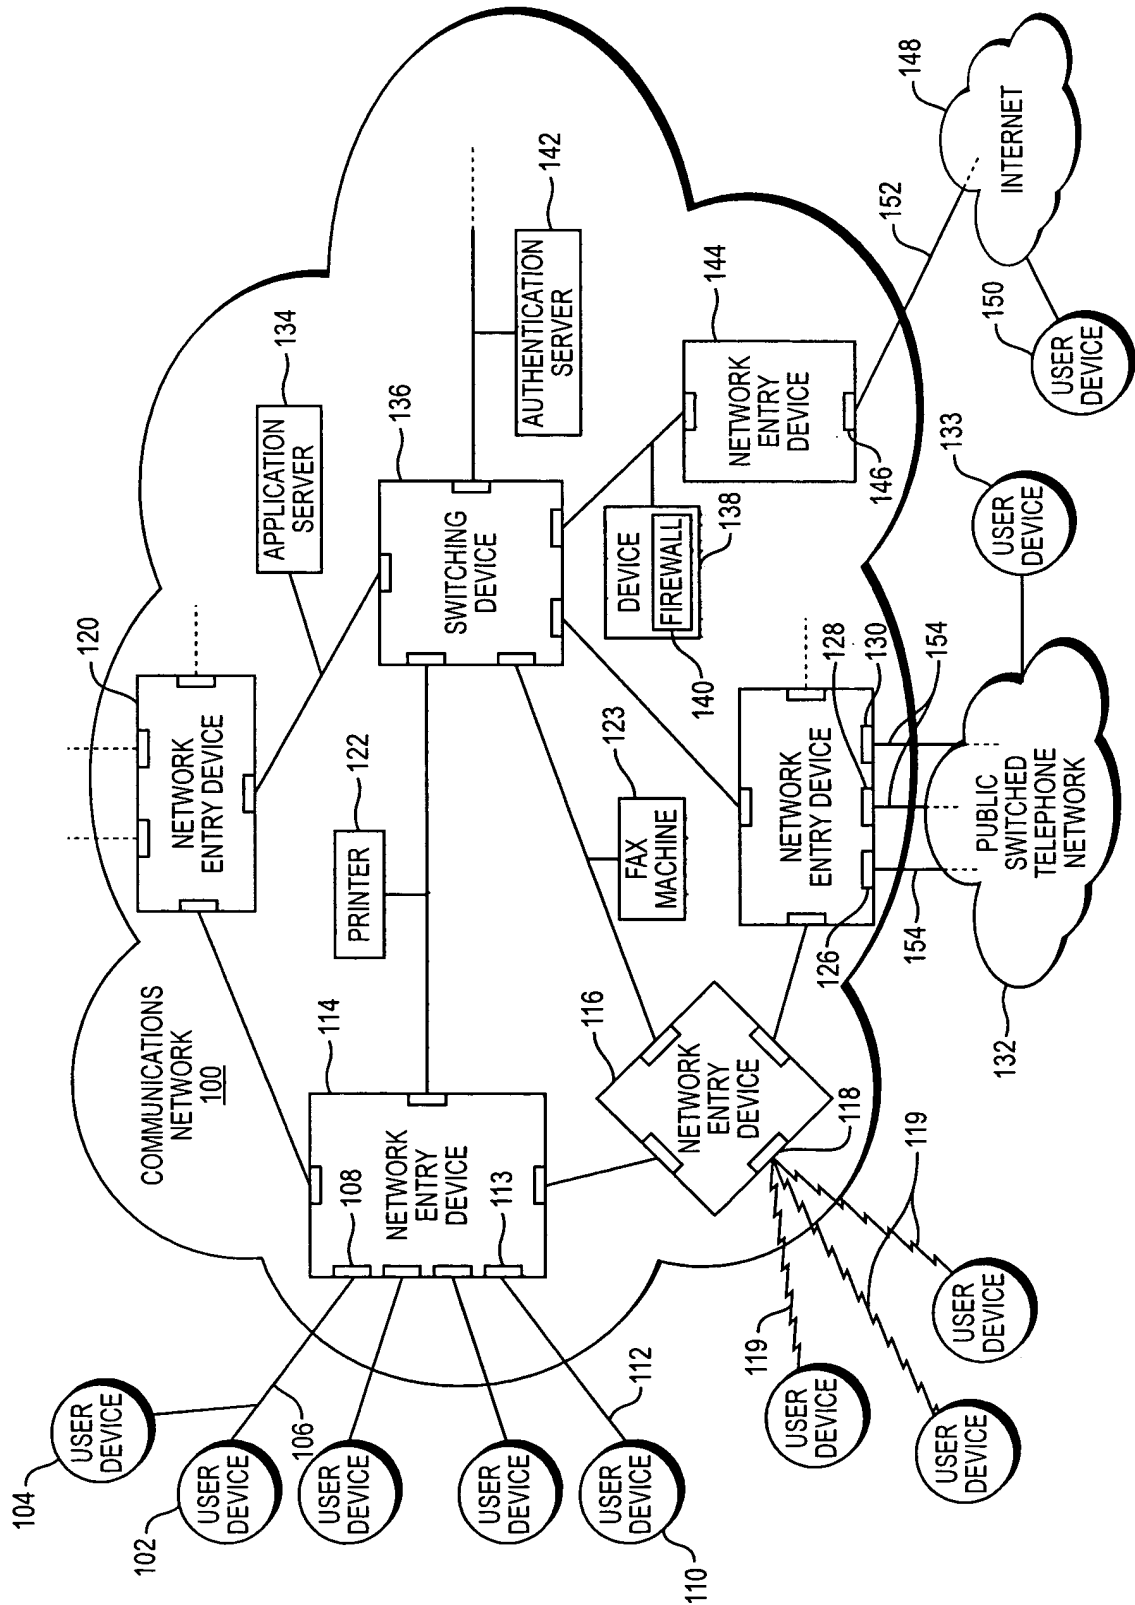 COMMUNICATIONS
NETWORK
100
104
USER
DEVICE
102
USER
DEVICE
106
USER
DEVICE
USER
DEVICE
USER
DEVICE
110
112
108
NETWORK
ENTRY
DEVICE
113
114
120
NETWORK
ENTRY DEVICE
PRINTER
122
APPLICATION
SERVER
134
136
SWITCHING
DEVICE
AUTHENTICATION
SERVER
142
116
NETWORK
ENTRY
DEVICE
118
FAX
MACHINE
123
DEVICE
FIREWALL
138
140
NETWORK
ENTRY
DEVICE
144
146
NETWORK
ENTRY DEVICE
126
128
130
154
154
119
USER
DEVICE
119
USER
DEVICE
119
USER
DEVICE
132
PUBLIC
SWITCHED
TELEPHONE
NETWORK
USER
DEVICE
133
152
INTERNET
148
USER
DEVICE
150